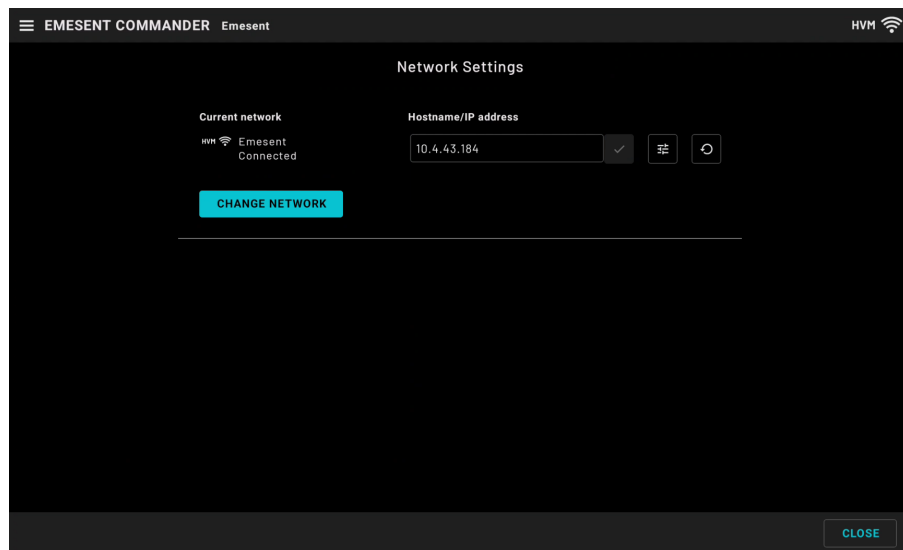 EMESENT COMMANDER Emesent
HVM
Network Settings
Current network
Hostname/IP address
HVM Emesent
Connected
10.4.43.184
CHANGE NETWORK
CLOSE